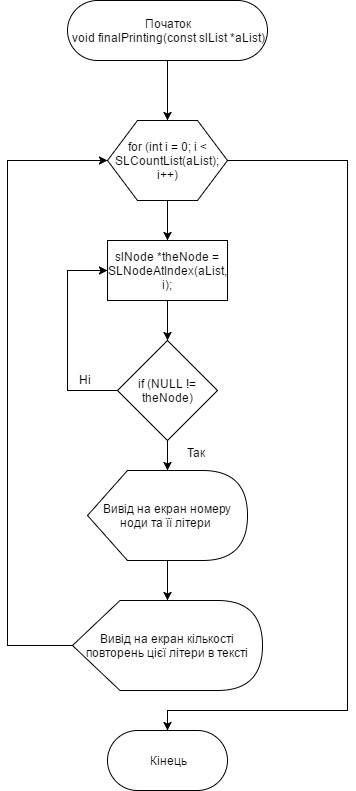 Початок
void finalPrinting(const slList *aList)
for (int i = 0; i <
SLCountList(aList);
i++)
slNode *theNode =
SLNodeAtIndex(aList,
i);
if (NULL !=
theNode)
Ні
Так
Вивід на екран номеру
ноди та її літери
Вивід на екран кількості
повторень цієї літери в тексті
Кінець